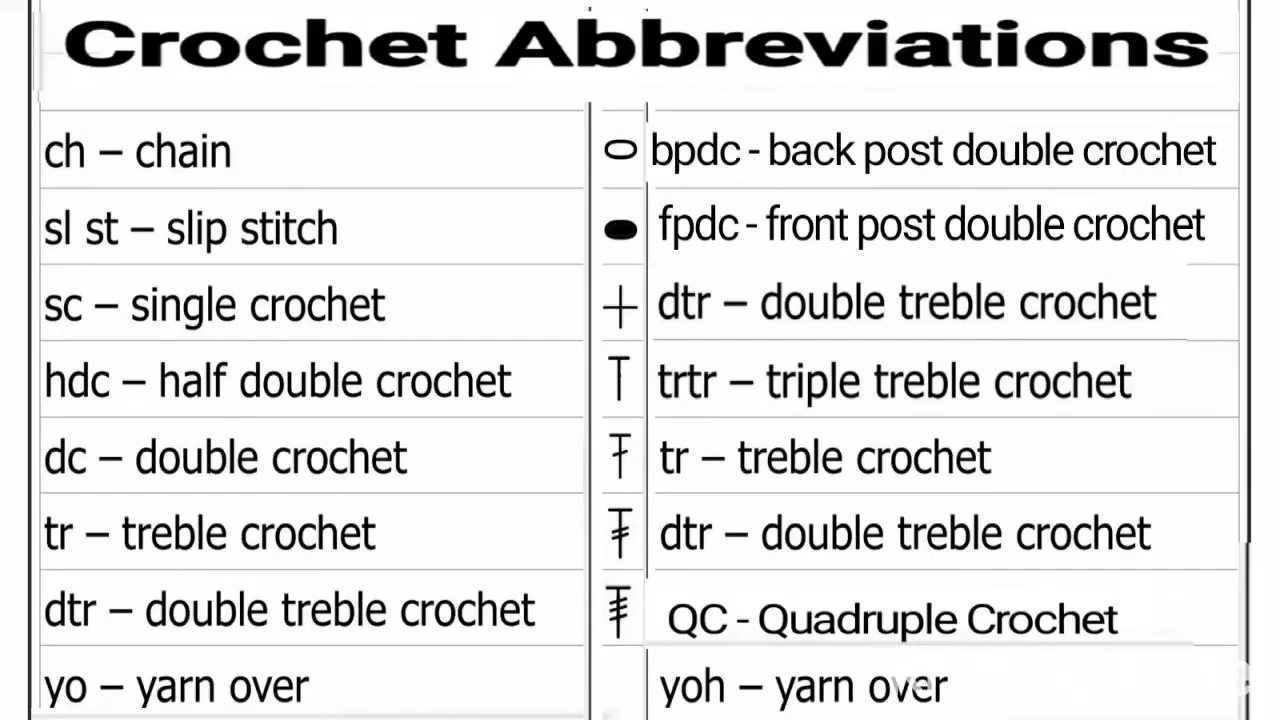 Crochet Abbreviations
ch – chain
sl st – slip stitch
sc – single crochet
hdc – half double crochet
dc – double crochet
tr – treble crochet
dtr – double treble crochet
yo – yarn over
bpdc - back post double crochet
fpdc - front post double crochet
dtr – double treble crochet
trtr – triple treble crochet
tr – treble crochet
dtr – double treble crochet
QC - Quadruple Crochet
yoh – yarn over